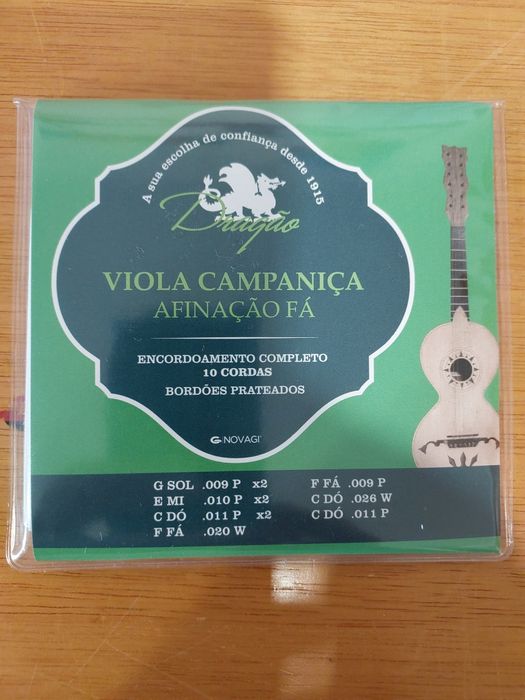 A sua escolha de confiança desde 1915
Dragão
VIOLA CAMPANIÇA
AFINAÇÃO FÁ
ENCORDOAMENTO COMPLETO
10 CORDAS
BORDÕES PRATEADOS
NOVAGI
G SOL .009 P x2
E MI .010 P x2
C DÓ .011 P x2
F FÁ .020 W
F FÁ .009 P
C DÓ .026 W
C DÓ .011 P